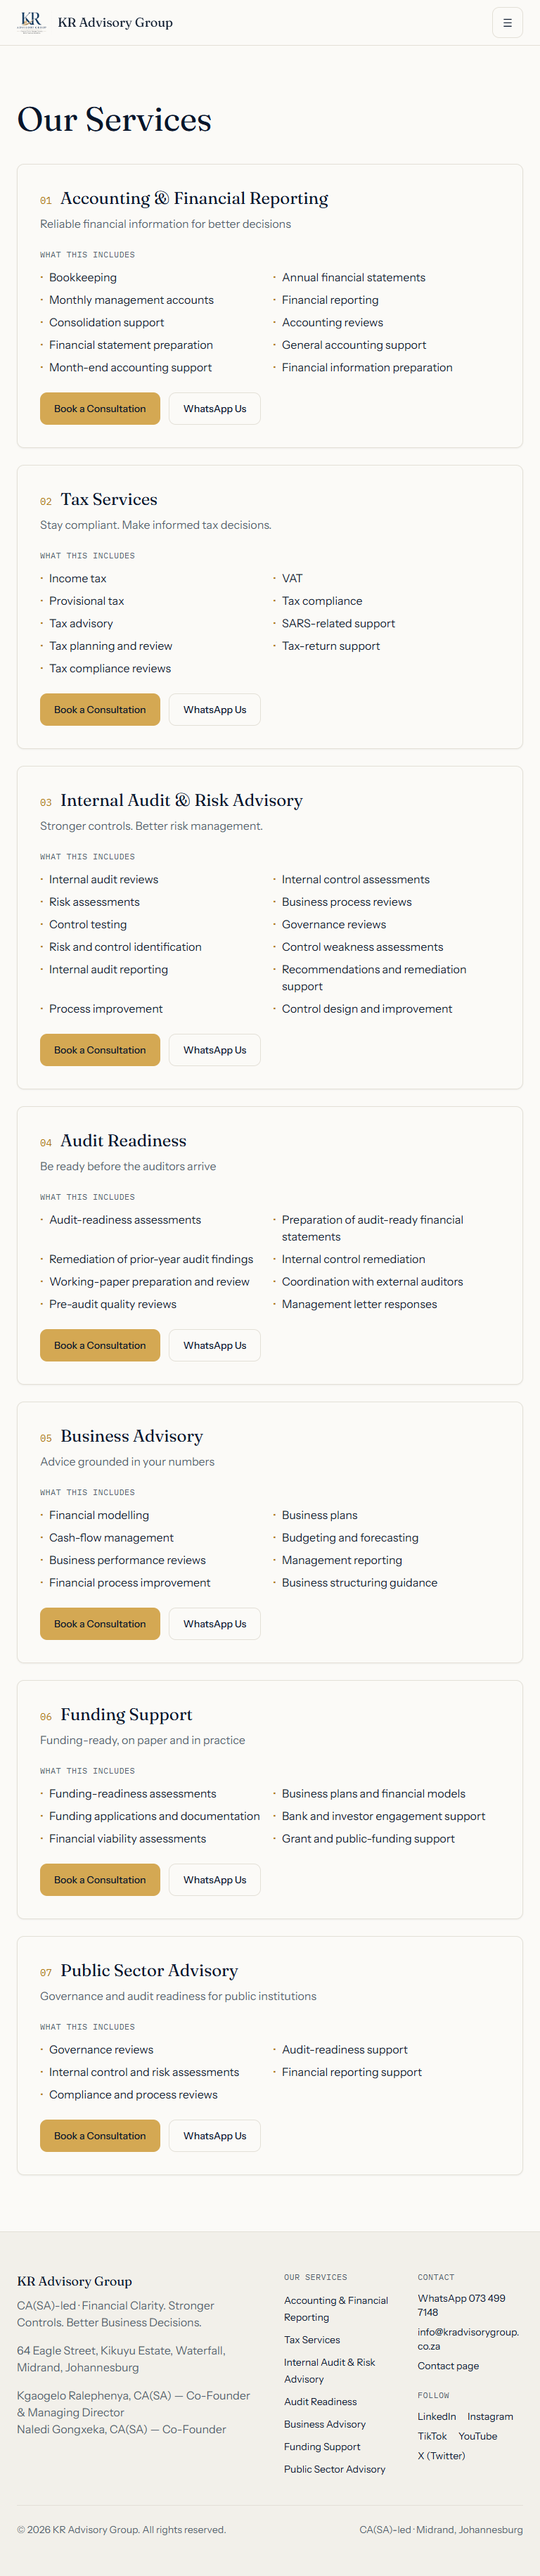 KR
KR Advisory Group
☰
Our Services
01 Accounting & Financial Reporting
Reliable financial information for better decisions
WHAT THIS INCLUDES
· Bookkeeping
· Annual financial statements
· Monthly management accounts
· Financial reporting
· Consolidation support
· Accounting reviews
· Financial statement preparation
· General accounting support
· Month-end accounting support
· Financial information preparation
Book a Consultation
WhatsApp Us
02 Tax Services
Stay compliant. Make informed tax decisions.
WHAT THIS INCLUDES
· Income tax
· VAT
· Provisional tax
· Tax compliance
· Tax advisory
· SARS-related support
· Tax planning and review
· Tax-return support
· Tax compliance reviews
Book a Consultation
WhatsApp Us
03 Internal Audit & Risk Advisory
Stronger controls. Better risk management.
WHAT THIS INCLUDES
· Internal audit reviews
· Internal control assessments
· Risk assessments
· Business process reviews
· Control testing
· Governance reviews
· Risk and control identification
· Control weakness assessments
· Internal audit reporting
· Recommendations and remediation
support
· Process improvement
· Control design and improvement
Book a Consultation
WhatsApp Us
04 Audit Readiness
Be ready before the auditors arrive
WHAT THIS INCLUDES
· Audit-readiness assessments
· Preparation of audit-ready financial
statements
· Remediation of prior-year audit findings
· Internal control remediation
· Working-paper preparation and review
· Coordination with external auditors
· Pre-audit quality reviews
· Management letter responses
Book a Consultation
WhatsApp Us
05 Business Advisory
Advice grounded in your numbers
WHAT THIS INCLUDES
· Financial modelling
· Business plans
· Cash-flow management
· Budgeting and forecasting
· Business performance reviews
· Management reporting
· Financial process improvement
· Business structuring guidance
Book a Consultation
WhatsApp Us
06 Funding Support
Funding-ready, on paper and in practice
WHAT THIS INCLUDES
· Funding-readiness assessments
· Business plans and financial models
· Funding applications and documentation
· Bank and investor engagement support
· Financial viability assessments
· Grant and public-funding support
Book a Consultation
WhatsApp Us
07 Public Sector Advisory
Governance and audit readiness for public institutions
WHAT THIS INCLUDES
· Governance reviews
· Audit-readiness support
· Internal control and risk assessments
· Financial reporting support
· Compliance and process reviews
Book a Consultation
WhatsApp Us
KR Advisory Group
CA(SA)-led · Financial Clarity. Stronger
Controls. Better Business Decisions.
64 Eagle Street, Kikuyu Estate, Waterfall,
Midrand, Johannesburg
Kgaogelo Ralephenya, CA(SA) — Co-Founder
& Managing Director
Naledi Gongxeka, CA(SA) — Co-Founder
OUR SERVICES
Accounting & Financial
Reporting
Tax Services
Internal Audit & Risk
Advisory
Audit Readiness
Business Advisory
Funding Support
Public Sector Advisory
CONTACT
WhatsApp 073 499
7148
info@kradvisorygroup.
co.za
Contact page
FOLLOW
LinkedIn Instagram
TikTok YouTube
X (Twitter)
© 2026 KR Advisory Group. All rights reserved.
CA(SA)-led · Midrand, Johannesburg